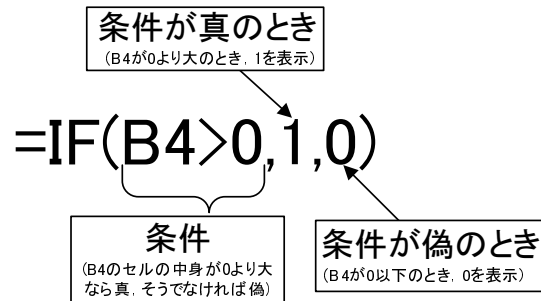 条件が真のとき
(B4が0より大のとき, 1を表示)
=IF(B4>0,1,0)
条件
(B4のセルの中身が0より大
なら真, そうでなければ偽)
条件が偽のとき
(B4が0以下のとき, 0を表示)